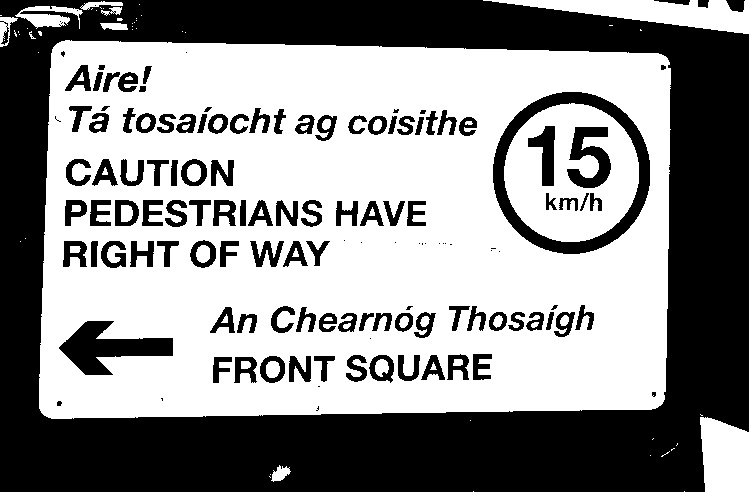 Aire!
Tá tosaíocht ag coisithe
CAUTION
PEDESTRIANS HAVE
RIGHT OF WAY
15
km/h
An Chearnóg Thosaígh
FRONT SQUARE